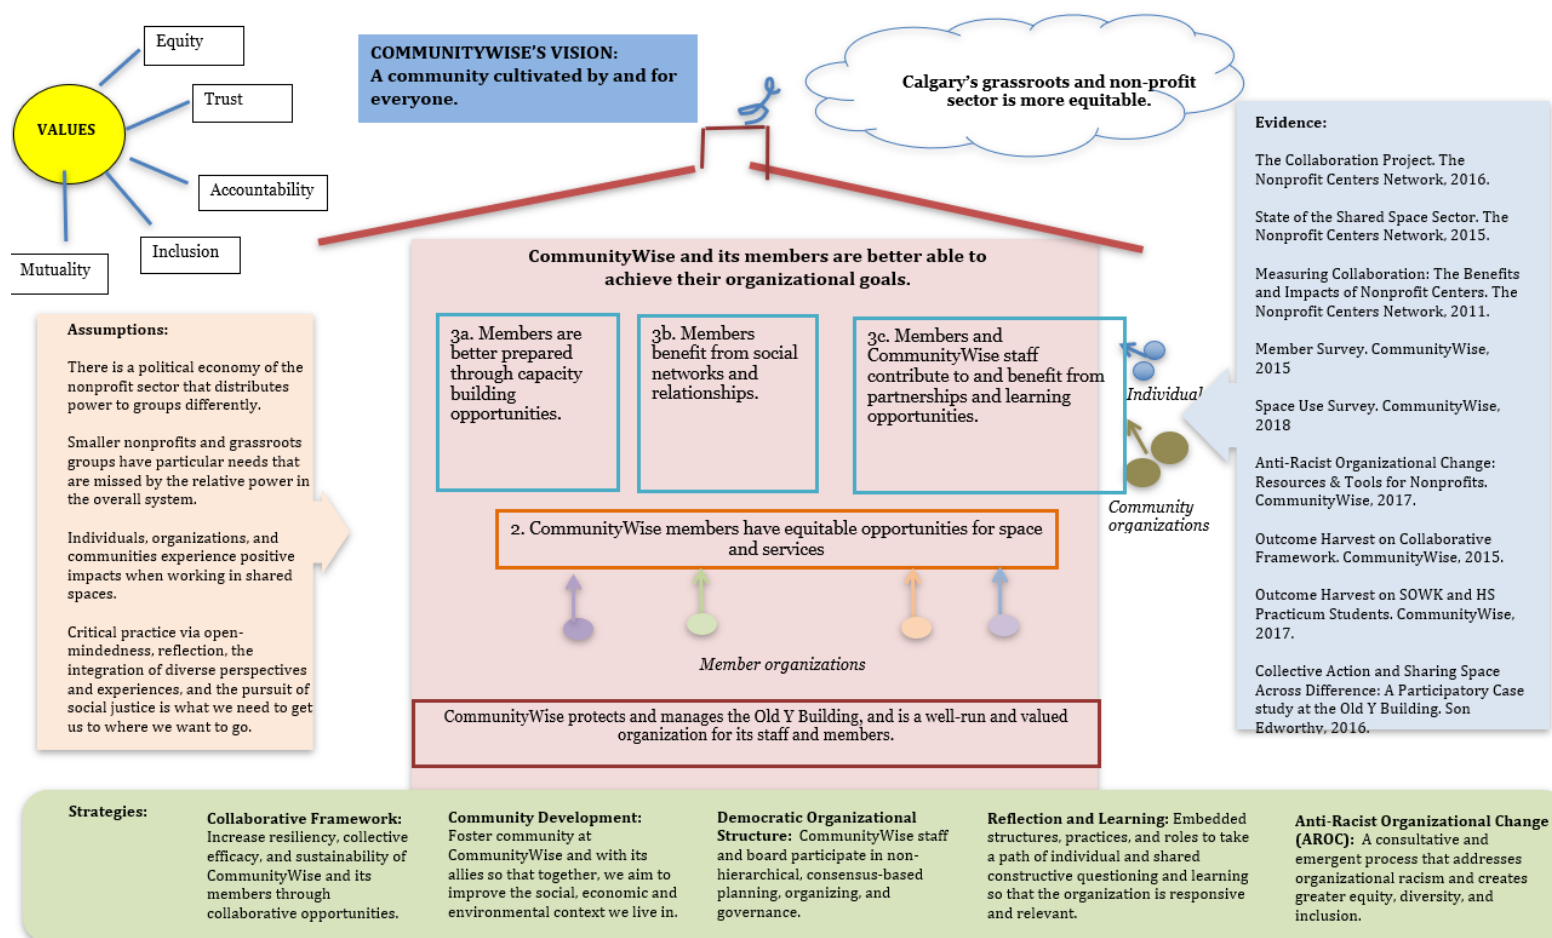 Equity
Trust
VALUES
Accountability
Inclusion
Mutuality
COMMUNITYWISE’S VISION:
A community cultivated by and for
everyone.
Calgary’s grassroots and non-profit
sector is more equitable.
CommunityWise and its members are better able to
achieve their organizational goals.
3a. Members are
better prepared
through capacity
building
opportunities.
3b. Members
benefit from social
networks and
relationships.
3c. Members and
CommunityWise staff
contribute to and benefit from
partnerships and learning
opportunities.
Individual
Community
organizations
2. CommunityWise members have equitable opportunities for space
and services
Member organizations
CommunityWise protects and manages the Old Y Building, and is a well-run and valued
organization for its staff and members.
Assumptions:
There is a political economy of the
nonprofit sector that distributes
power to groups differently.
Smaller nonprofits and grassroots
groups have particular needs that
are missed by the relative power in
the overall system.
Individuals, organizations, and
communities experience positive
impacts when working in shared
spaces.
Critical practice via open-
mindedness, reflection, the
integration of diverse perspectives
and experiences, and the pursuit of
social justice is what we need to get
us to where we want to go.
Evidence:
The Collaboration Project. The
Nonprofit Centers Network, 2016.
State of the Shared Space Sector. The
Nonprofit Centers Network, 2015.
Measuring Collaboration: The Benefits
and Impacts of Nonprofit Centers. The
Nonprofit Centers Network, 2011.
Member Survey. CommunityWise,
2015
Space Use Survey. CommunityWise,
2018
Anti-Racist Organizational Change:
Resources & Tools for Nonprofits.
CommunityWise, 2017.
Outcome Harvest on Collaborative
Framework. CommunityWise, 2015.
Outcome Harvest on SOWK and HS
Practicum Students. CommunityWise,
2017.
Collective Action and Sharing Space
Across Difference: A Participatory Case
study at the Old Y Building. Son
Edworthy, 2016.
Strategies:
Collaborative Framework:
Increase resiliency, collective
efficacy, and sustainability of
CommunityWise and its
members through
collaborative opportunities.
Community Development:
Foster community at
CommunityWise and with its
allies so that together, we aim to
improve the social, economic and
environmental context we live in.
Democratic Organizational
Structure: CommunityWise staff
and board participate in non-
hierarchical, consensus-based
planning, organizing, and
governance.
Reflection and Learning: Embedded
structures, practices, and roles to take
a path of individual and shared
constructive questioning and learning
so that the organization is responsive
and relevant.
Anti-Racist Organizational Change
(AROC): A consultative and
emergent process that addresses
organizational racism and creates
greater equity, diversity, and
inclusion.